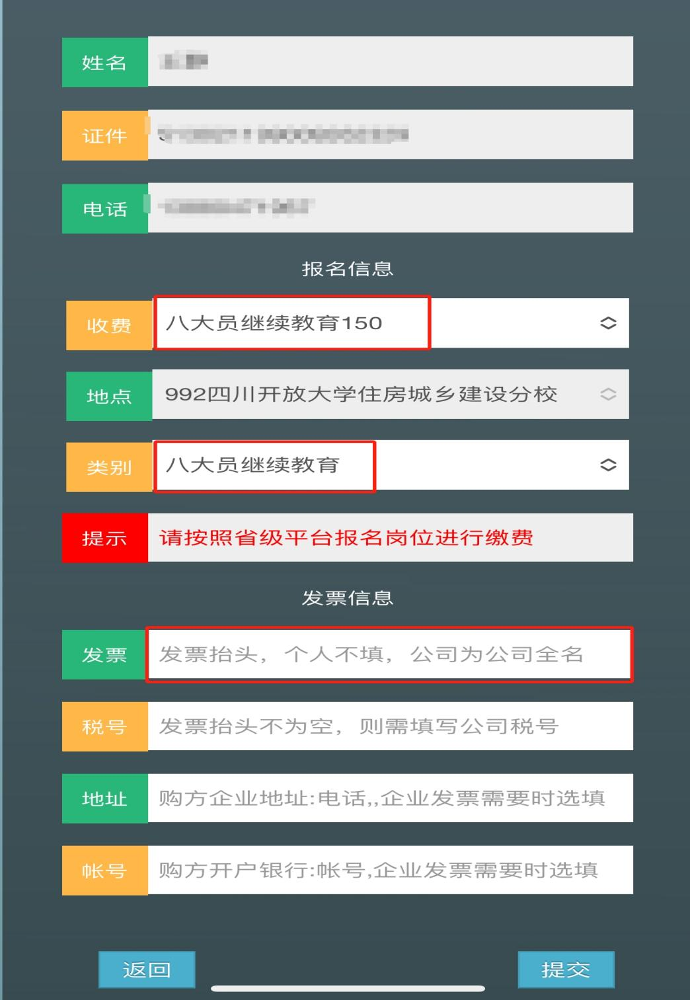 姓名
证件
电话
报名信息
收费 八大员继续教育150
地点 992四川开放大学住房城乡建设分校
类别 八大员继续教育
提示 请按照省级平台报名岗位进行缴费
发票信息
发票 发票抬头，个人不填，公司为公司全名
税号 发票抬头不为空，则需填写公司税号
地址 购方企业地址:电话,,企业发票需要时选填
帐号 购方开户银行:帐号,企业发票需要时选填
返回 提交